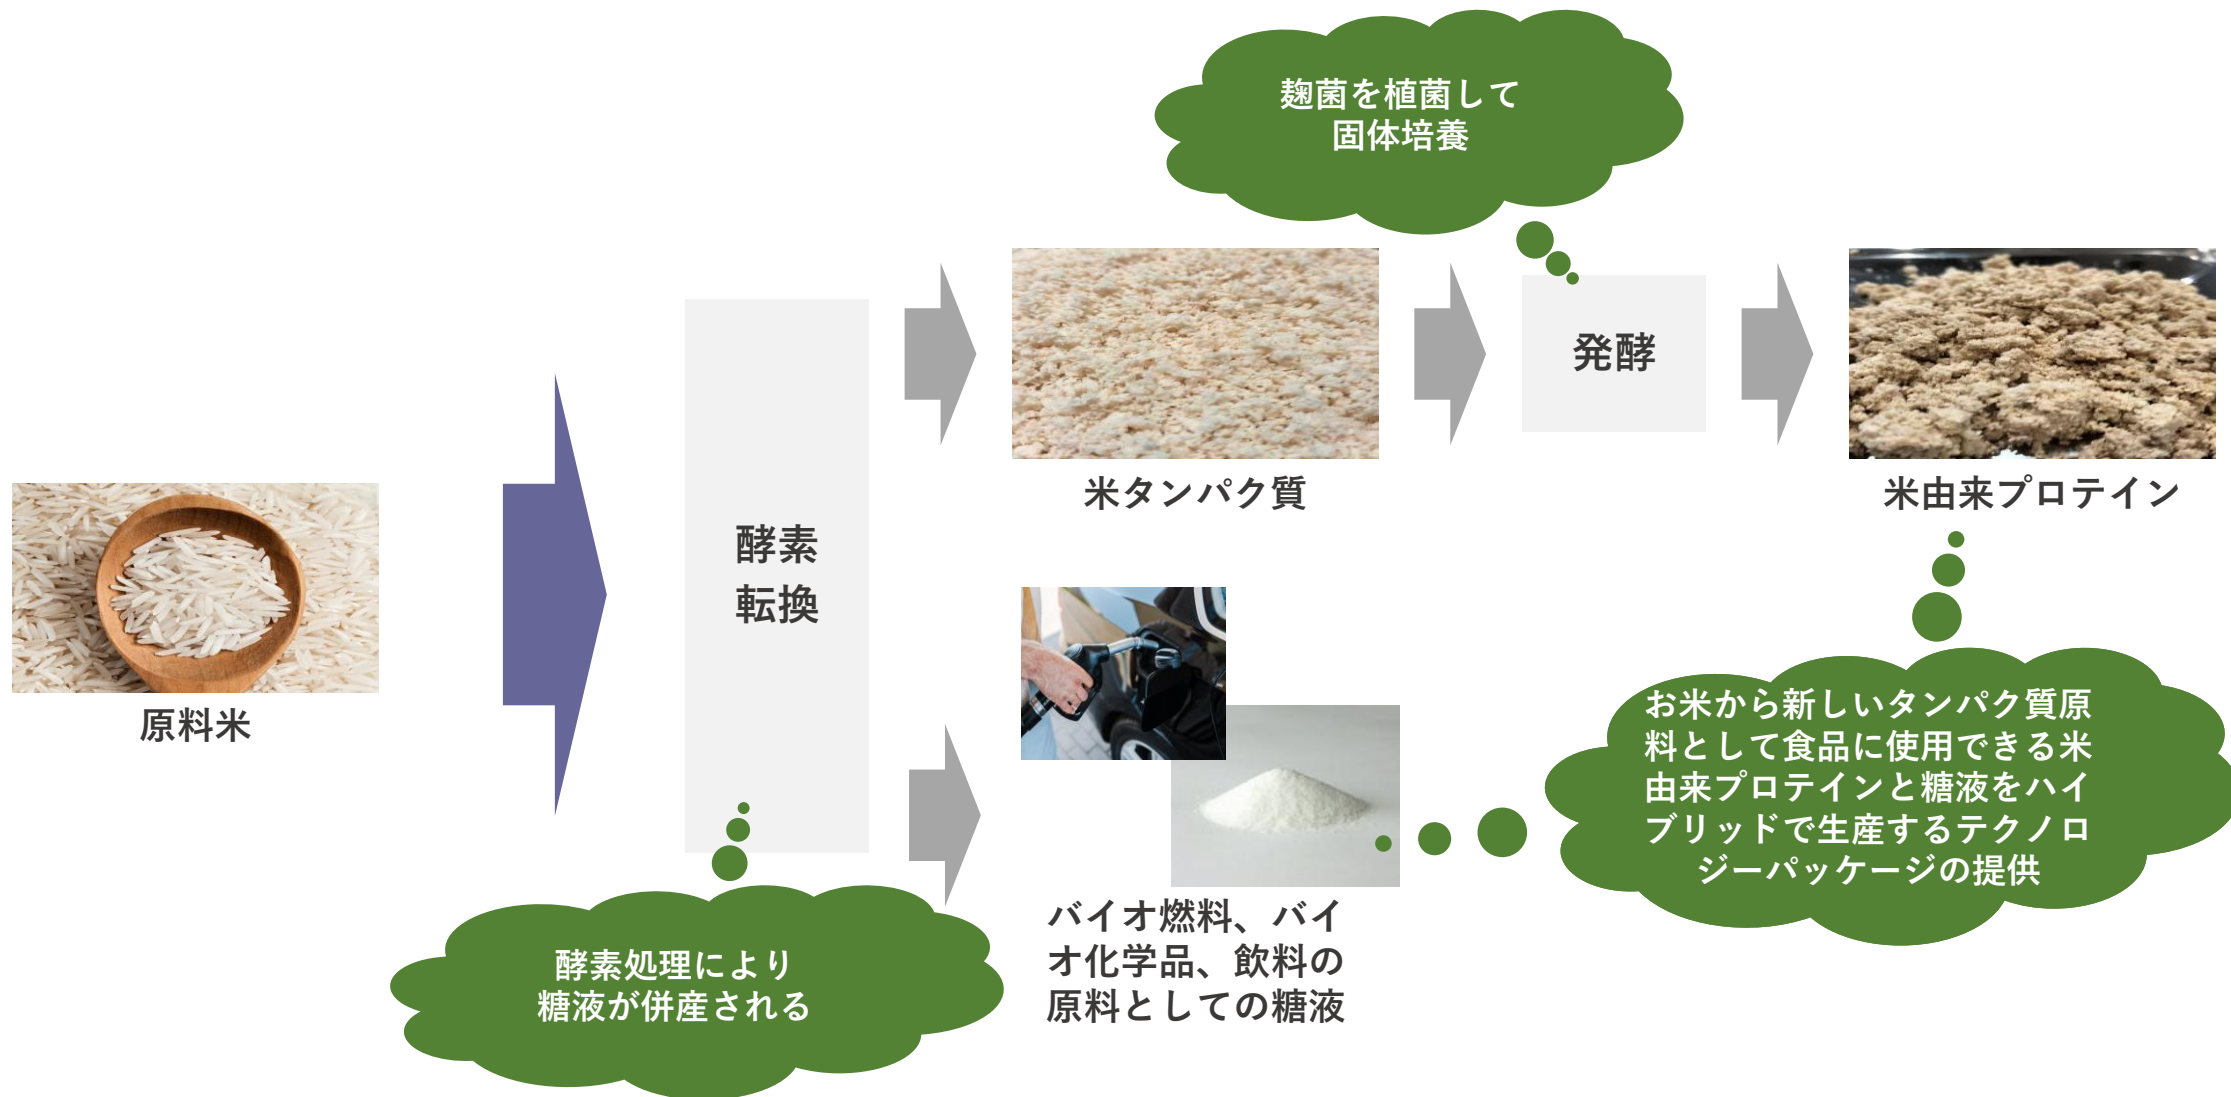 麹菌を植菌して
固体培養
発酵
米タンパク質
米由来プロテイン
酵素
転換
原料米
お米から新しいタンパク質原
料として食品に使用できる米
由来プロテインと糖液をハイ
ブリッドで生産するテクノロ
ジーパッケージの提供
バイオ燃料、バイ
オ化学品、飲料の
原料としての糖液
酵素処理により
糖液が併産される